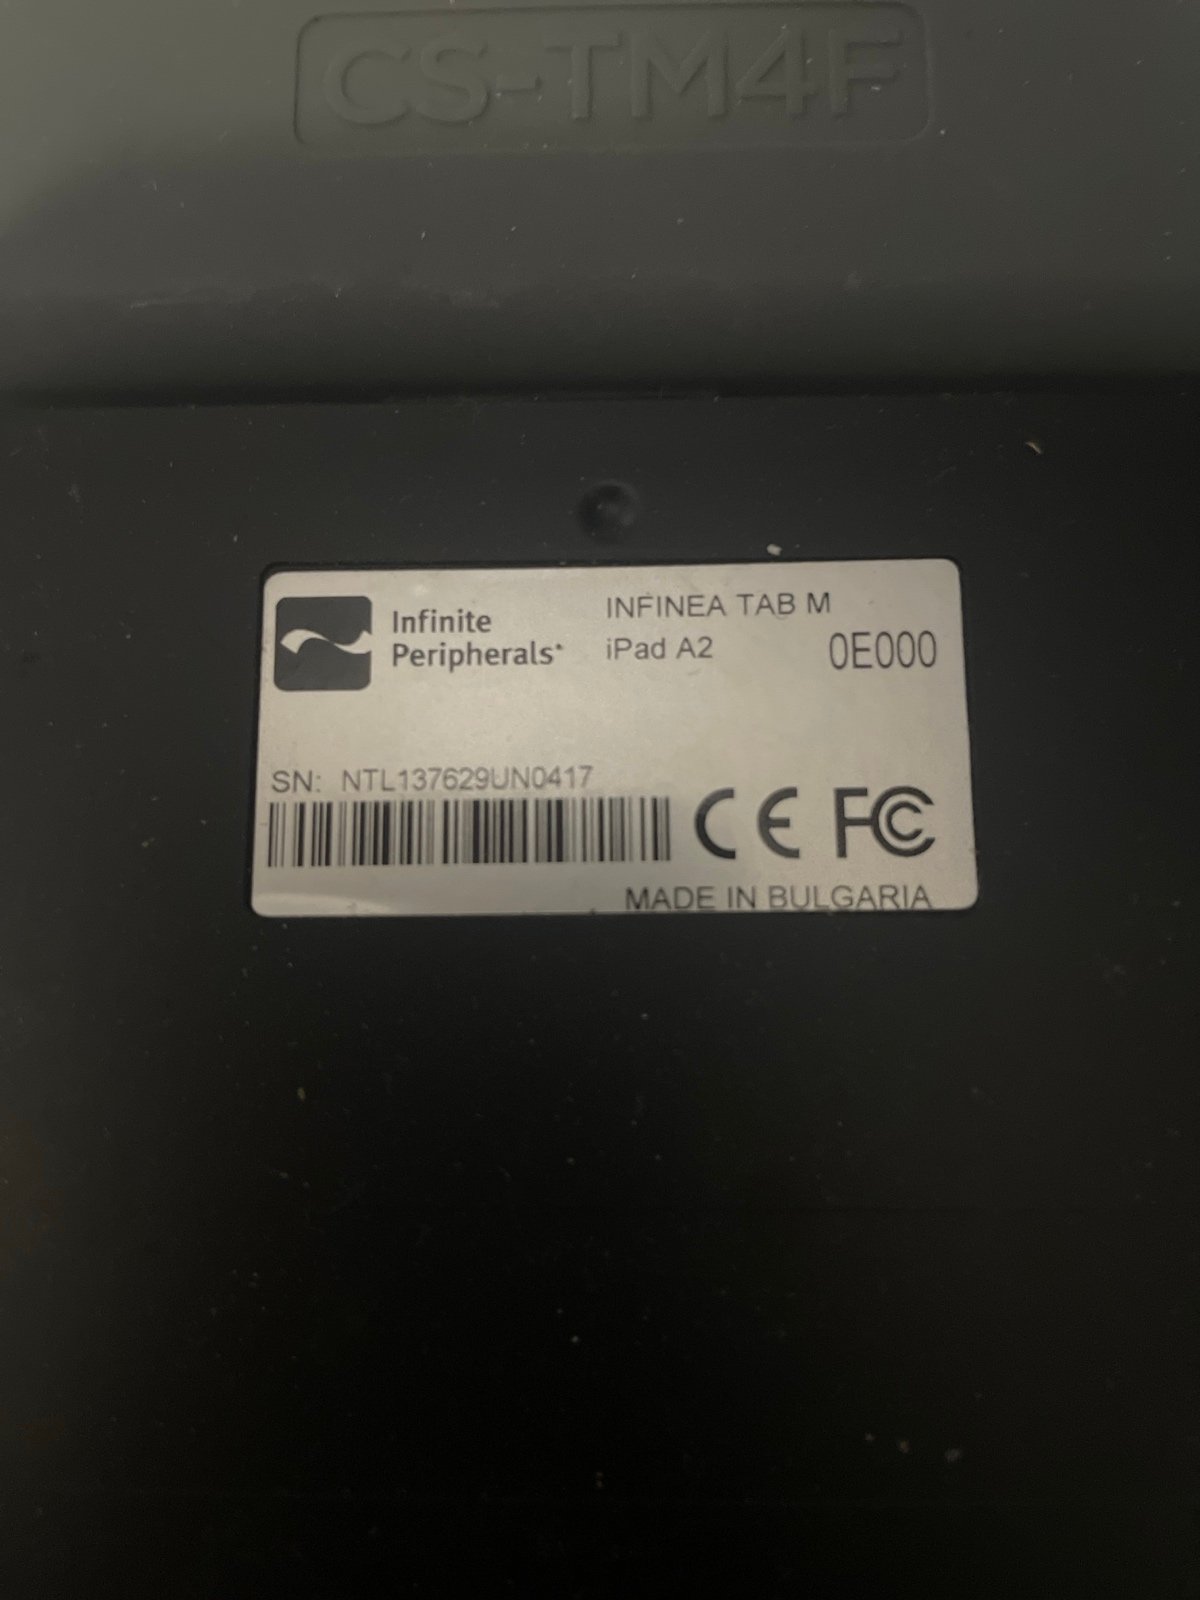 CS-TM4F
Infinite
Peripherals
INFINEA TAB M
iPad A2
0E000
SN: NTL137629UN0417
CE FC
MADE IN BULGARIA